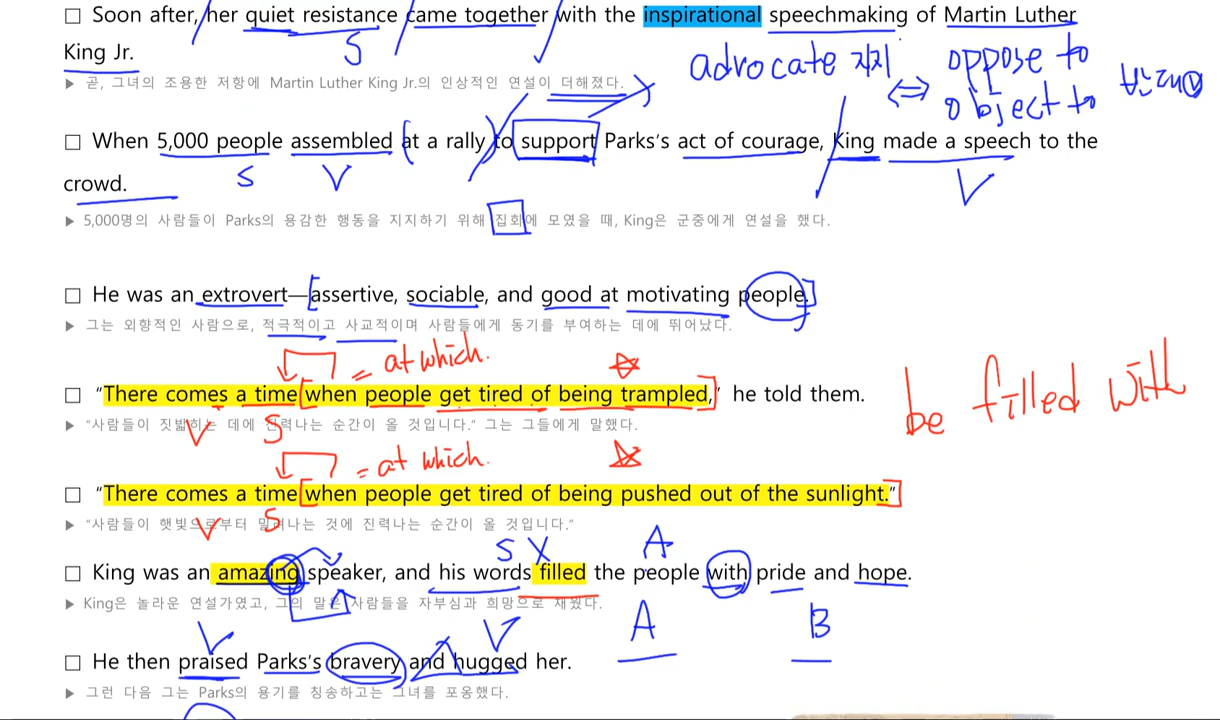 □ Soon after, her quiet resistance came together with the inspirational speechmaking of Martin Luther
King Jr.
S
▶ 곧, 그녀의 조용한 저항에 Martin Luther King Jr.의 인상적인 연설이 더해졌다.
advocate 지지 ⇔ oppose to
object to
□ When 5,000 people assembled (at a rally) to support Parks's act of courage, King made a speech to the
crowd.
S V V
▶ 5,000명의 사람들이 Parks의 용감한 행동을 지지하기 위해 집회에 모였을 때, King은 군중에게 연설을 했다.
□ He was an extrovert—[assertive, sociable, and good at motivating people.]
▶ 그는 외향적인 사람으로, 적극적이고 사교적이며 사람들에게 동기를 부여하는 데에 뛰어났다.
= at which. ☆
□ "There comes a time [when people get tired of being trampled,]" he told them.
be filled with
▶ "사람들이 짓밟히는 데에 진력나는 순간이 올 것입니다." 그는 그들에게 말했다.
V S
= at which. ☆
□ "There comes a time [when people get tired of being pushed out of the sunlight."]
▶ "사람들이 햇빛으로부터 밀려나는 것에 진력나는 순간이 올 것입니다."
V S
S X A
□ King was an amazing speaker, and his words filled the people with pride and hope.
▶ King은 놀라운 연설가였고, 그의 말은 사람들을 자부심과 희망으로 채웠다.
V V A B
□ He then praised Parks's bravery and hugged her.
▶ 그런 다음 그는 Parks의 용기를 칭송하고는 그녀를 포옹했다.